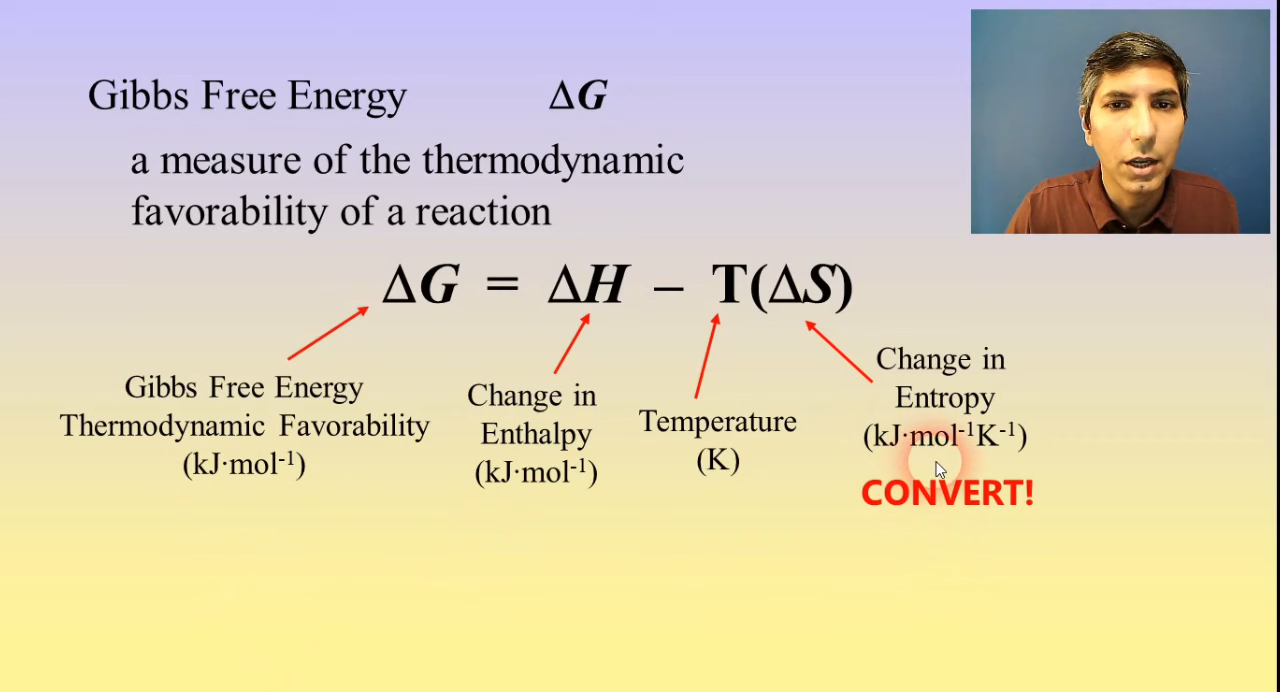 Gibbs Free Energy ΔG
a measure of the thermodynamic
favorability of a reaction
ΔG = ΔH – T(ΔS)
Gibbs Free Energy
Thermodynamic Favorability
(kJ·mol⁻¹)
Change in
Enthalpy
(kJ·mol⁻¹)
Temperature
(K)
Change in
Entropy
(kJ·mol⁻¹K⁻¹)
CONVERT!